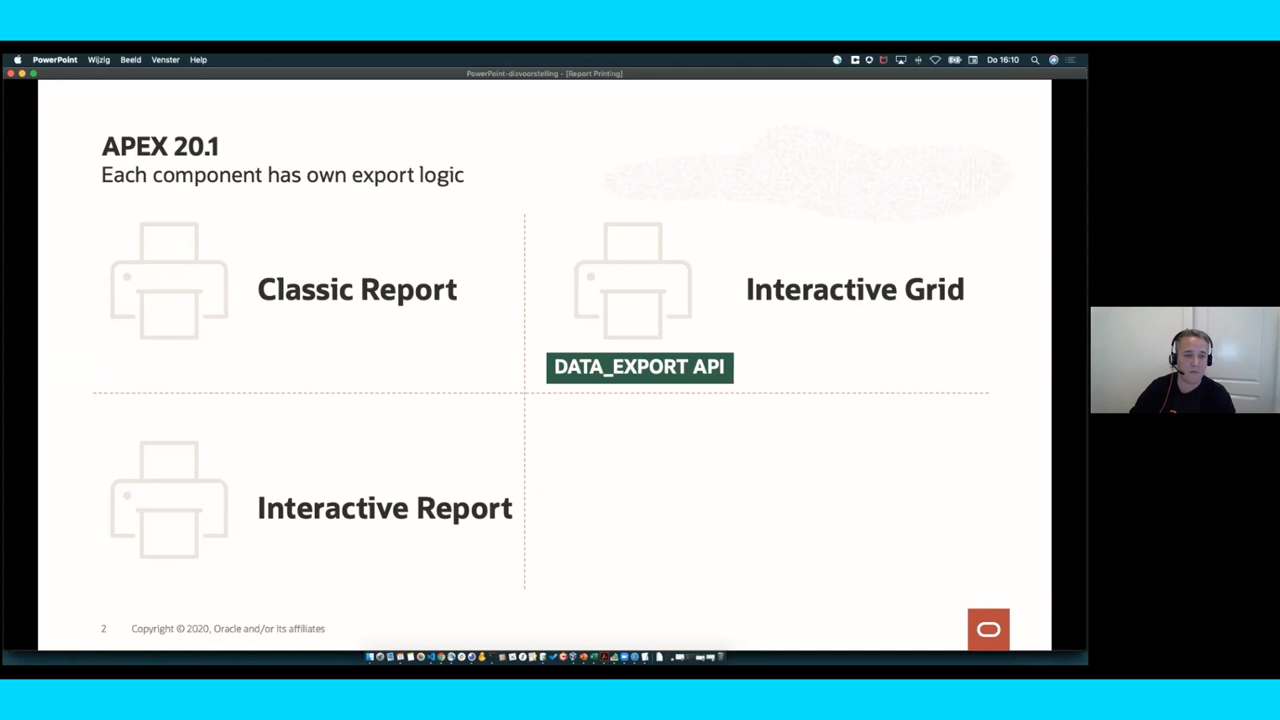 PowerPoint Wijzig Beeld Venster Help
Do 16:10
PowerPoint-diavoorstelling - [Report Printing]
APEX 20.1
Each component has own export logic
Classic Report
Interactive Grid
DATA_EXPORT API
Interactive Report
2 Copyright © 2020, Oracle and/or its affiliates